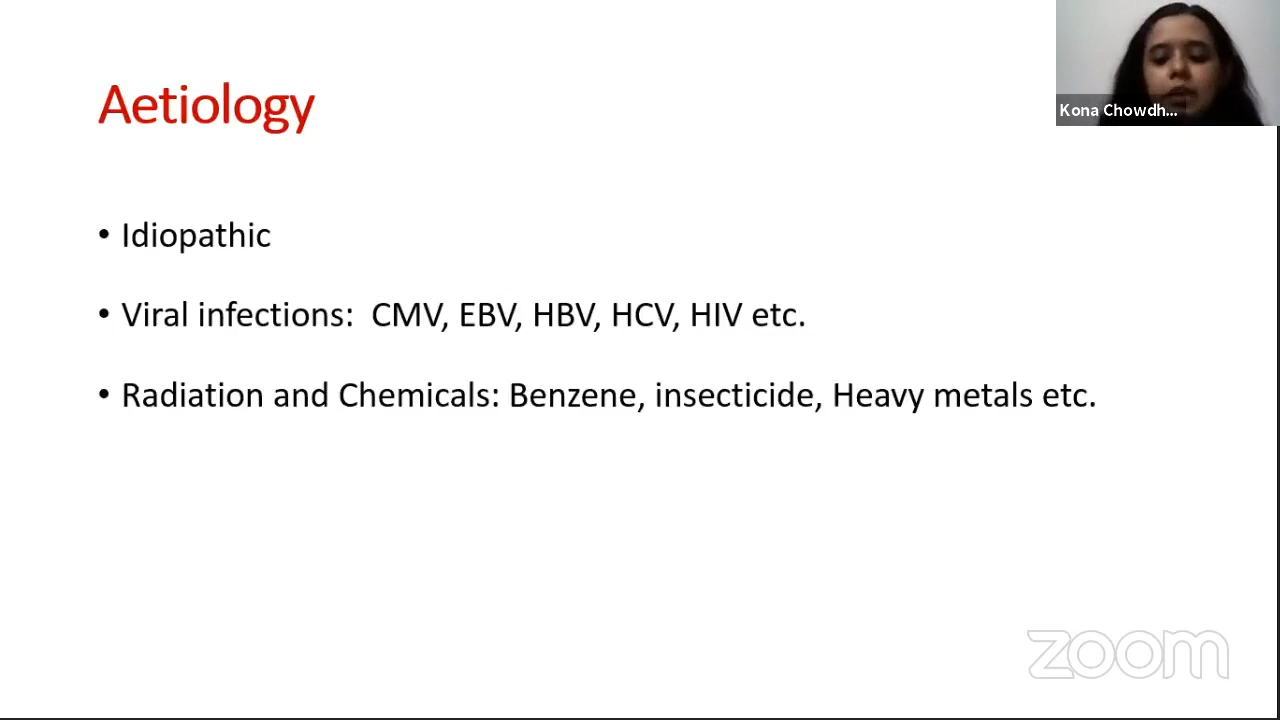 Aetiology
Kona Chowdh...
• Idiopathic
• Viral infections:  CMV, EBV, HBV, HCV, HIV etc.
• Radiation and Chemicals: Benzene, insecticide, Heavy metals etc.
zoom